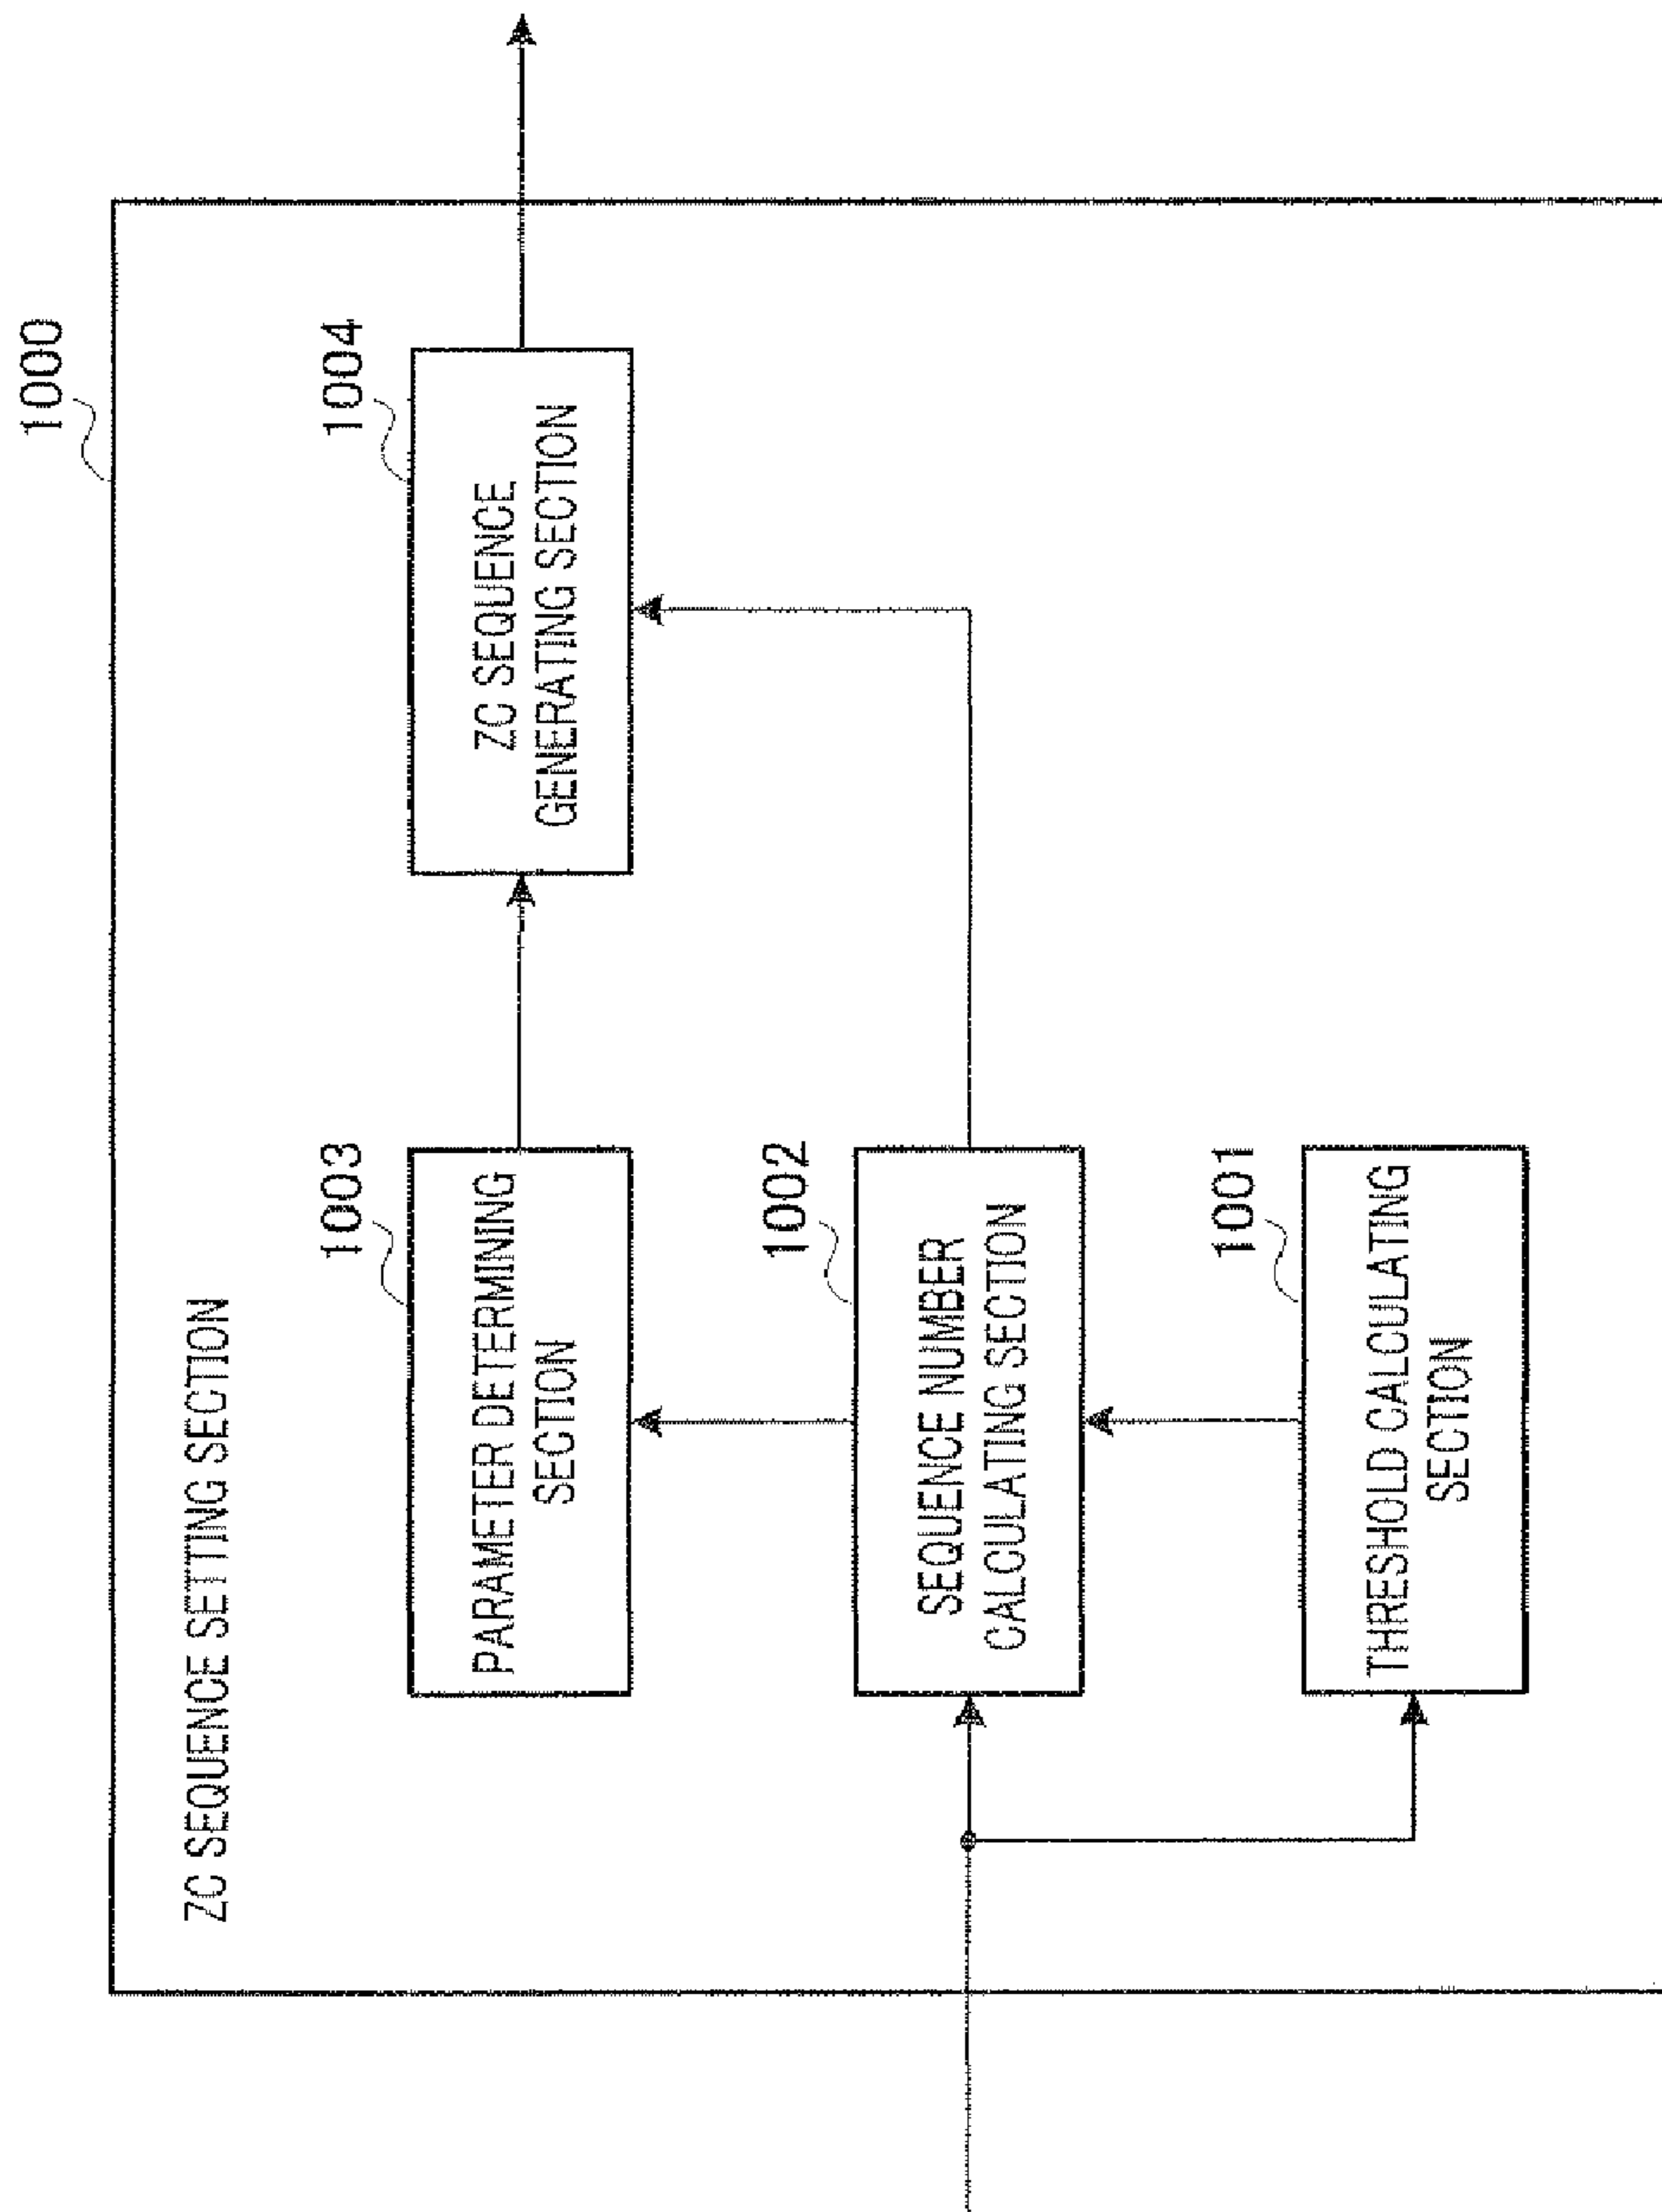 1000
ZC SEQUENCE SETTING SECTION
1003
PARAMETER DETERMINING
SECTION
1004
ZC SEQUENCE
GENERATING SECTION
1002
SEQUENCE NUMBER
CALCULATING SECTION
1001
THRESHOLD CALCULATING
SECTION